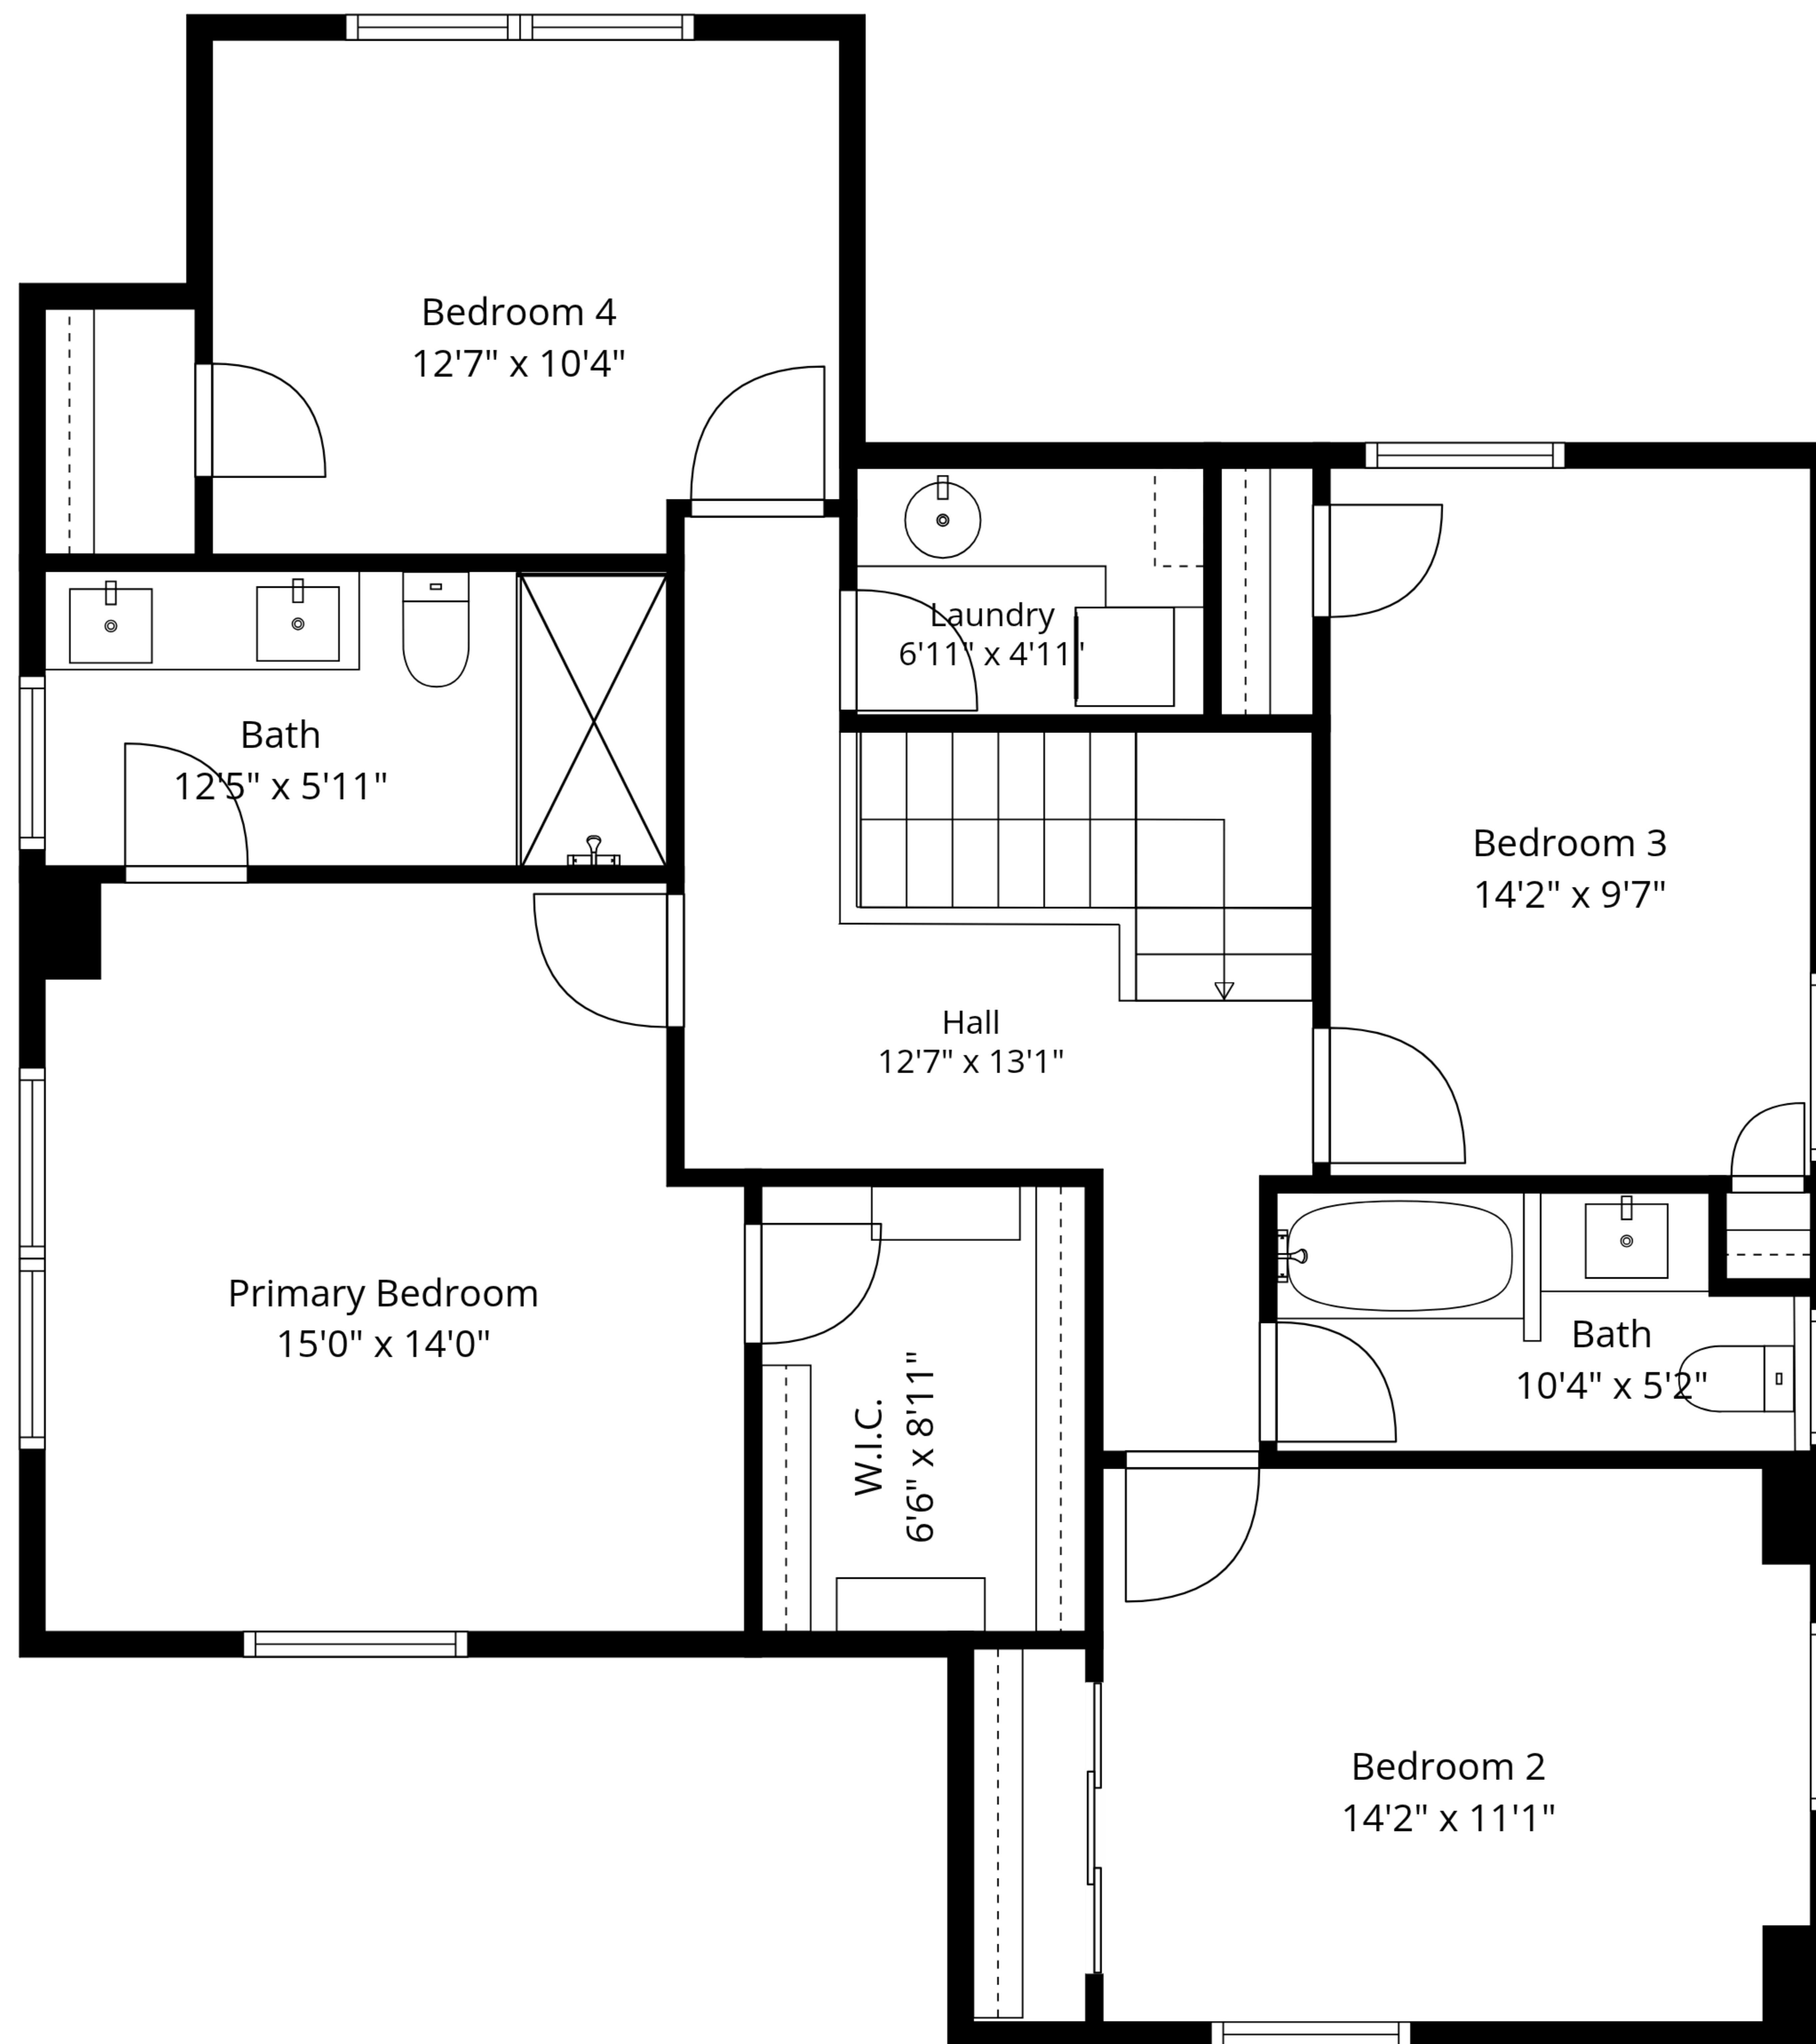 Bedroom 4
12'7" x 10'4"
Laundry
6'11" x 4'11"
Bath
12'5" x 5'11"
Bedroom 3
14'2" x 9'7"
Hall
12'7" x 13'1"
Primary Bedroom
15'0" x 14'0"
W.I.C.
6'6" x 8'11"
Bath
10'4" x 5'2"
Bedroom 2
14'2" x 11'1"